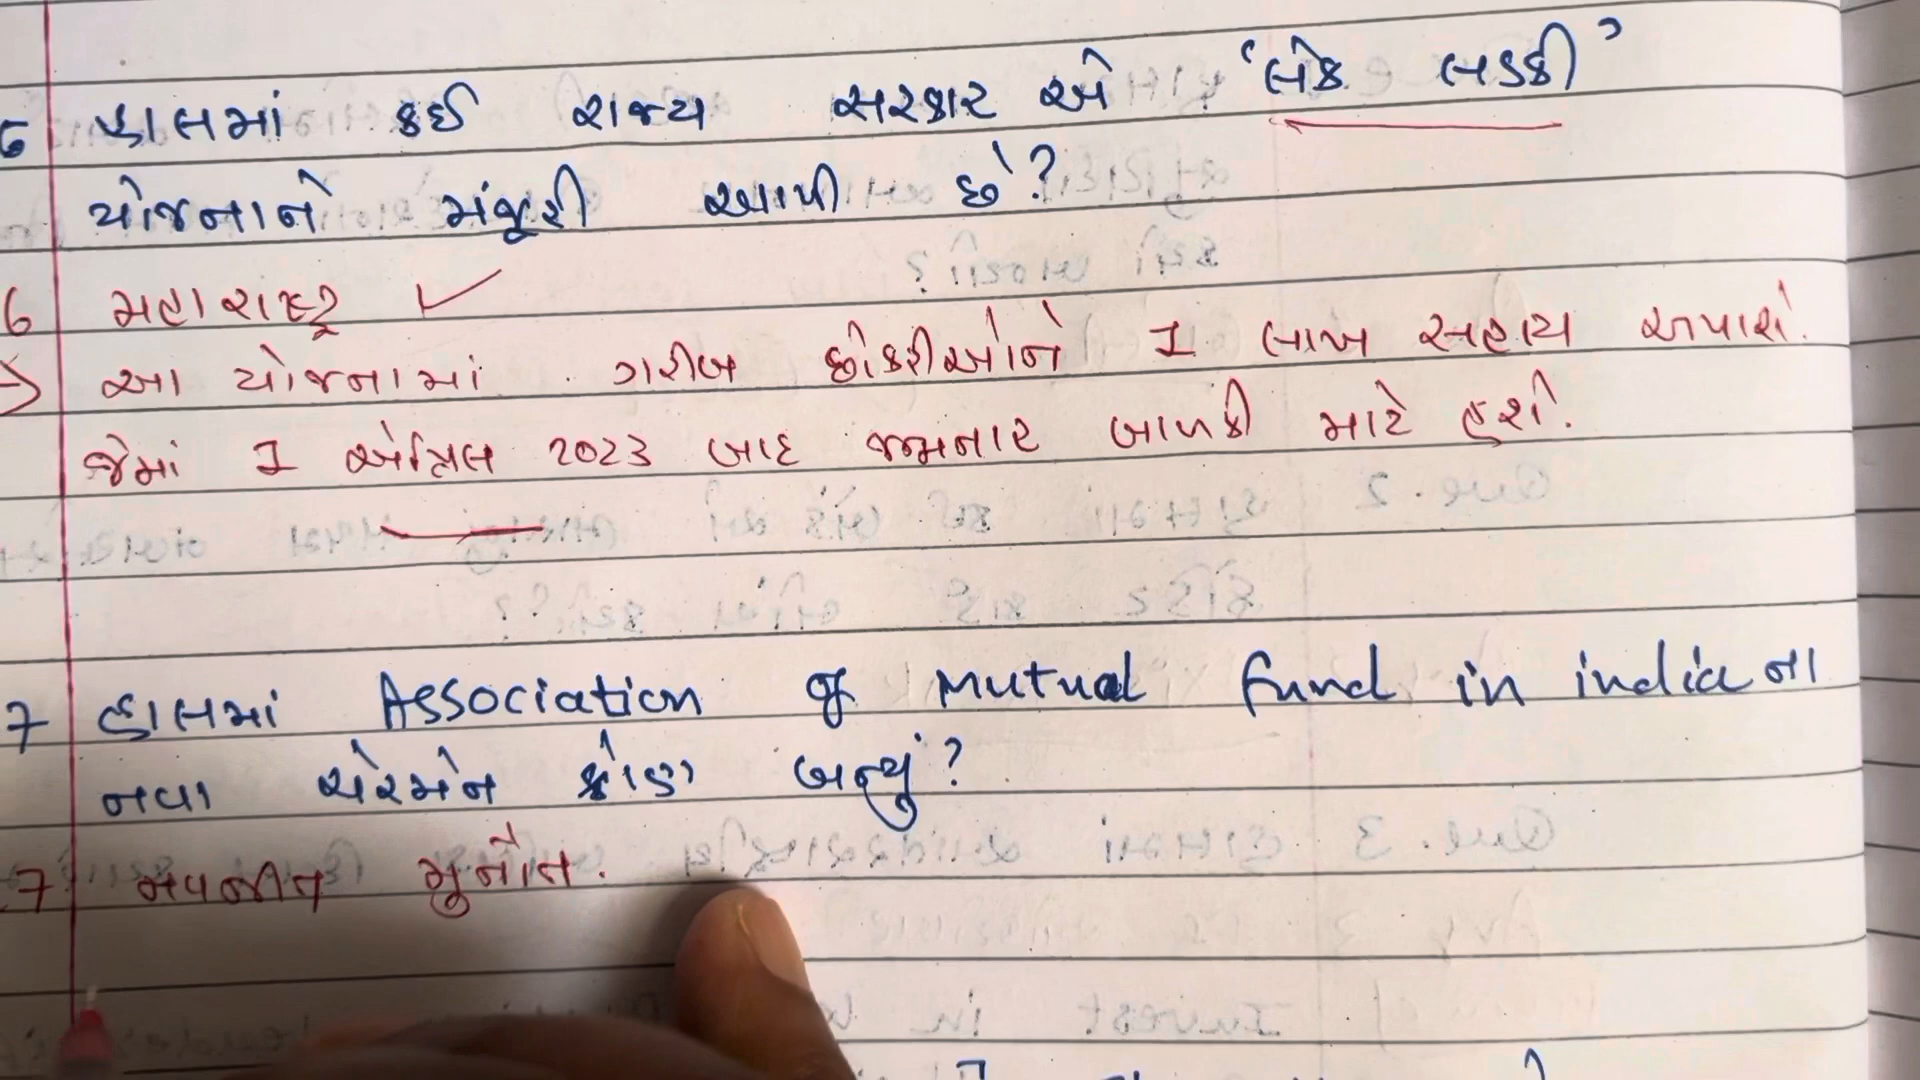 6 હાલમાં કઈ રાજ્ય સરકાર એ 'લેક લડકી'
યોજનાને મંજૂરી આપી છે?
6 મહારાષ્ટ્ર ✓
→ આ યોજનામાં ગરીબ છોકરીઓને 1 લાખ સહાય અપાશે.
જેમાં 1 એપ્રિલ 2023 બાદ જન્મનાર બાળકી માટે હશે.
7 હાલમાં Association of Mutual fund in india ના
નવા ચેરમેન કોણ બન્યું?
7 નવનીત મુનોત.